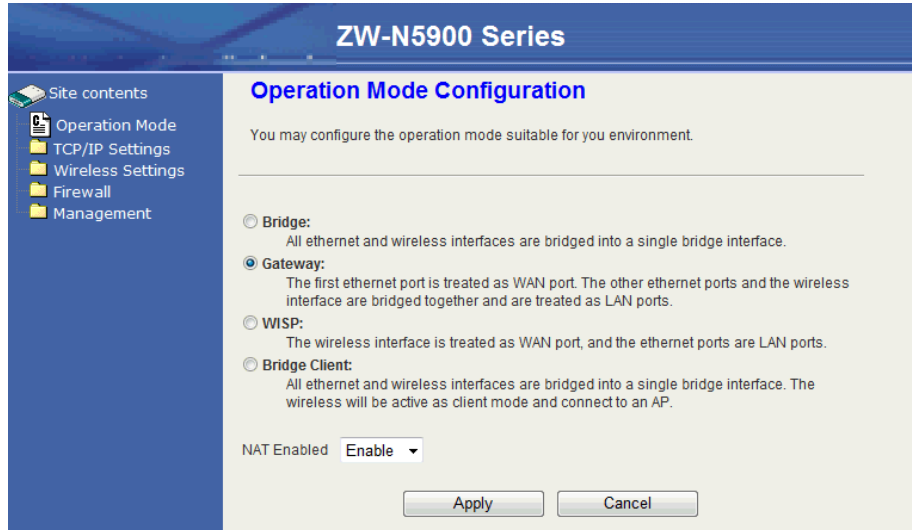 ZW-N5900 Series
Site contents
Operation Mode
TCP/IP Settings
Wireless Settings
Firewall
Management
Operation Mode Configuration
You may configure the operation mode suitable for you environment.
Bridge:
All ethernet and wireless interfaces are bridged into a single bridge interface.
Gateway:
The first ethernet port is treated as WAN port. The other ethernet ports and the wireless
interface are bridged together and are treated as LAN ports.
WISP:
The wireless interface is treated as WAN port, and the ethernet ports are LAN ports.
Bridge Client:
All ethernet and wireless interfaces are bridged into a single bridge interface. The
wireless will be active as client mode and connect to an AP.
NAT Enabled Enable
Apply Cancel